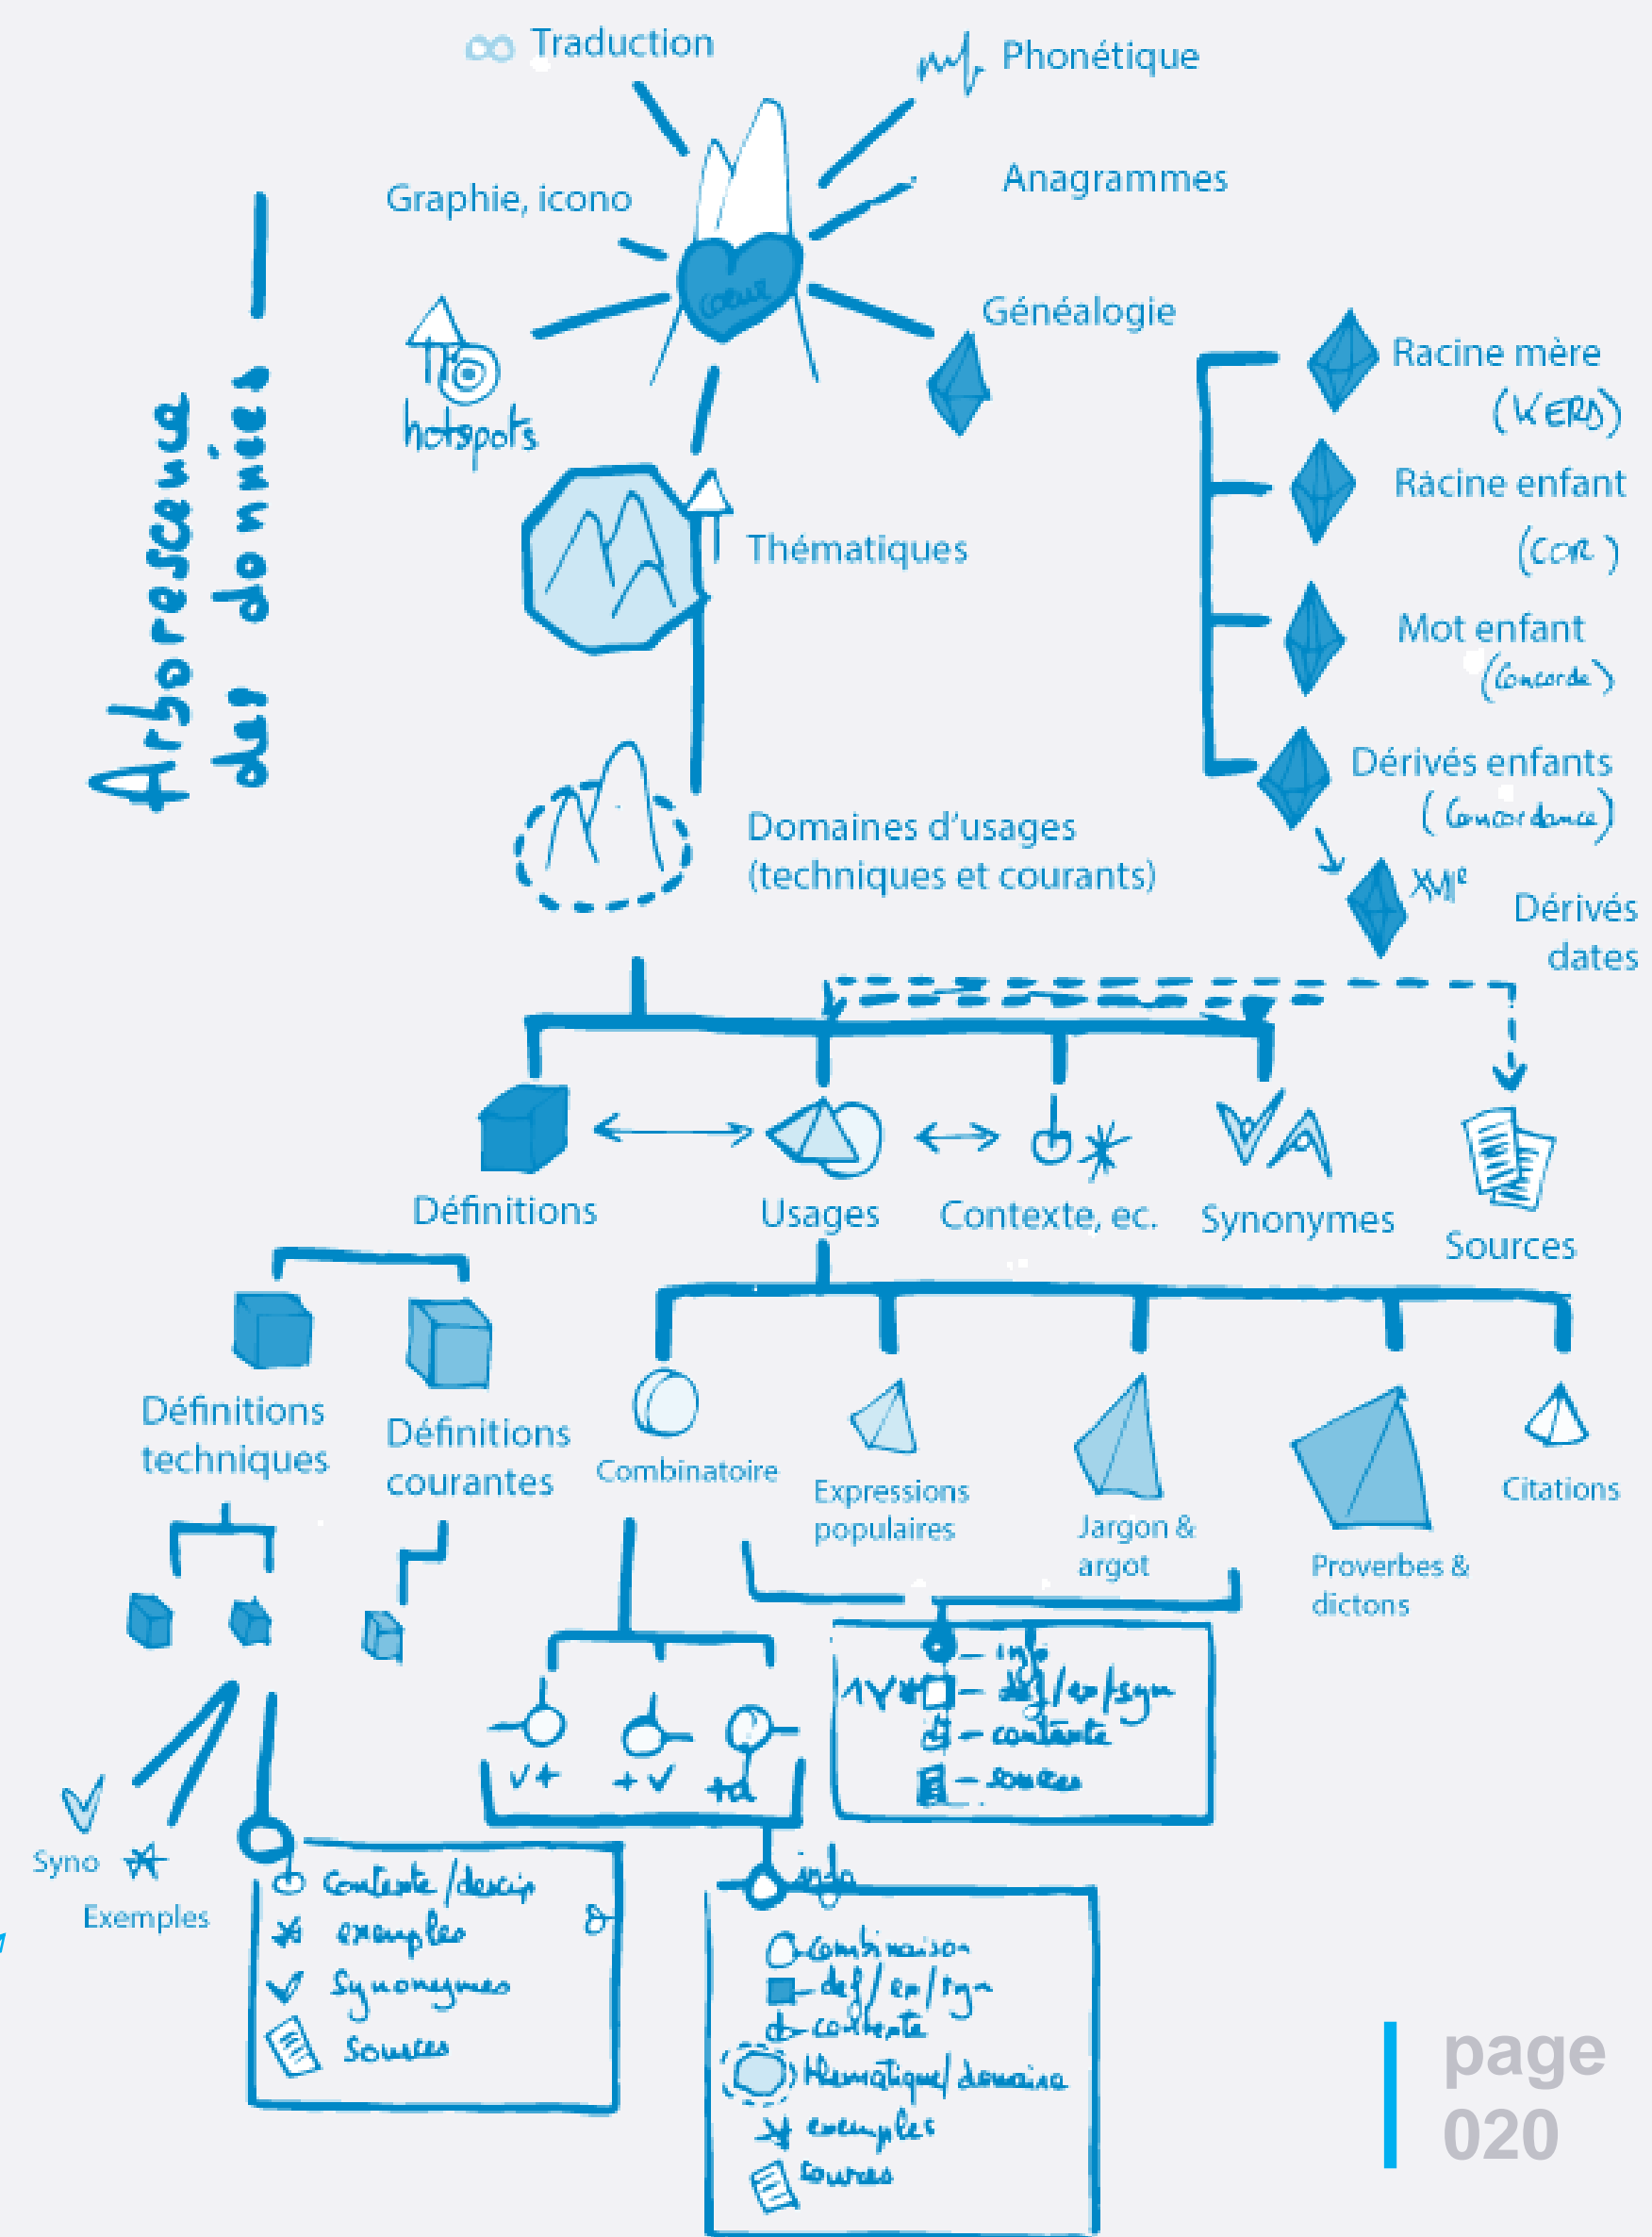 Traduction
Phonétique
Graphie, icono
Anagrammes
coeur
Généalogie
hotspots
Arborescence
des données
Racine mère
(KERD)
Racine enfant
(COR)
Thématiques
Mot enfant
(Concorde)
Dérivés enfants
(Concordance)
Domaines d'usages
(techniques et courants)
XVIe
Dérivés
dates
Définitions
Usages
Contexte, ec.
Synonymes
Sources
Définitions
techniques
Définitions
courantes
Combinatoire
Expressions
populaires
Jargon &
argot
Proverbes &
dictons
Citations
- info
- def/ex/syn
- contexte
- sources
Syno
Exemples
contexte/descip
exemples
synonymes
sources
info
combinaison
- def/ex/syn
contexte
thematique/domaine
exemples
sources
page
020